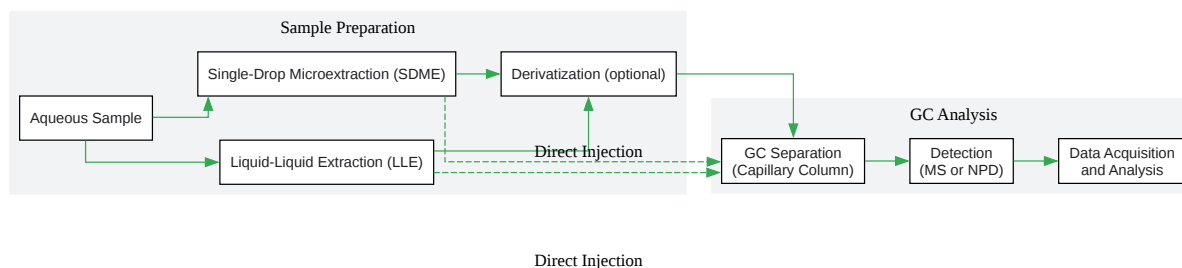 Sample Preparation
Single-Drop Microextraction (SDME)
Derivatization (optional)
Aqueous Sample
Liquid-Liquid Extraction (LLE)
Direct Injection
GC Analysis
GC Separation
(Capillary Column)
Detection
(MS or NPD)
Data Acquisition
and Analysis
Direct Injection